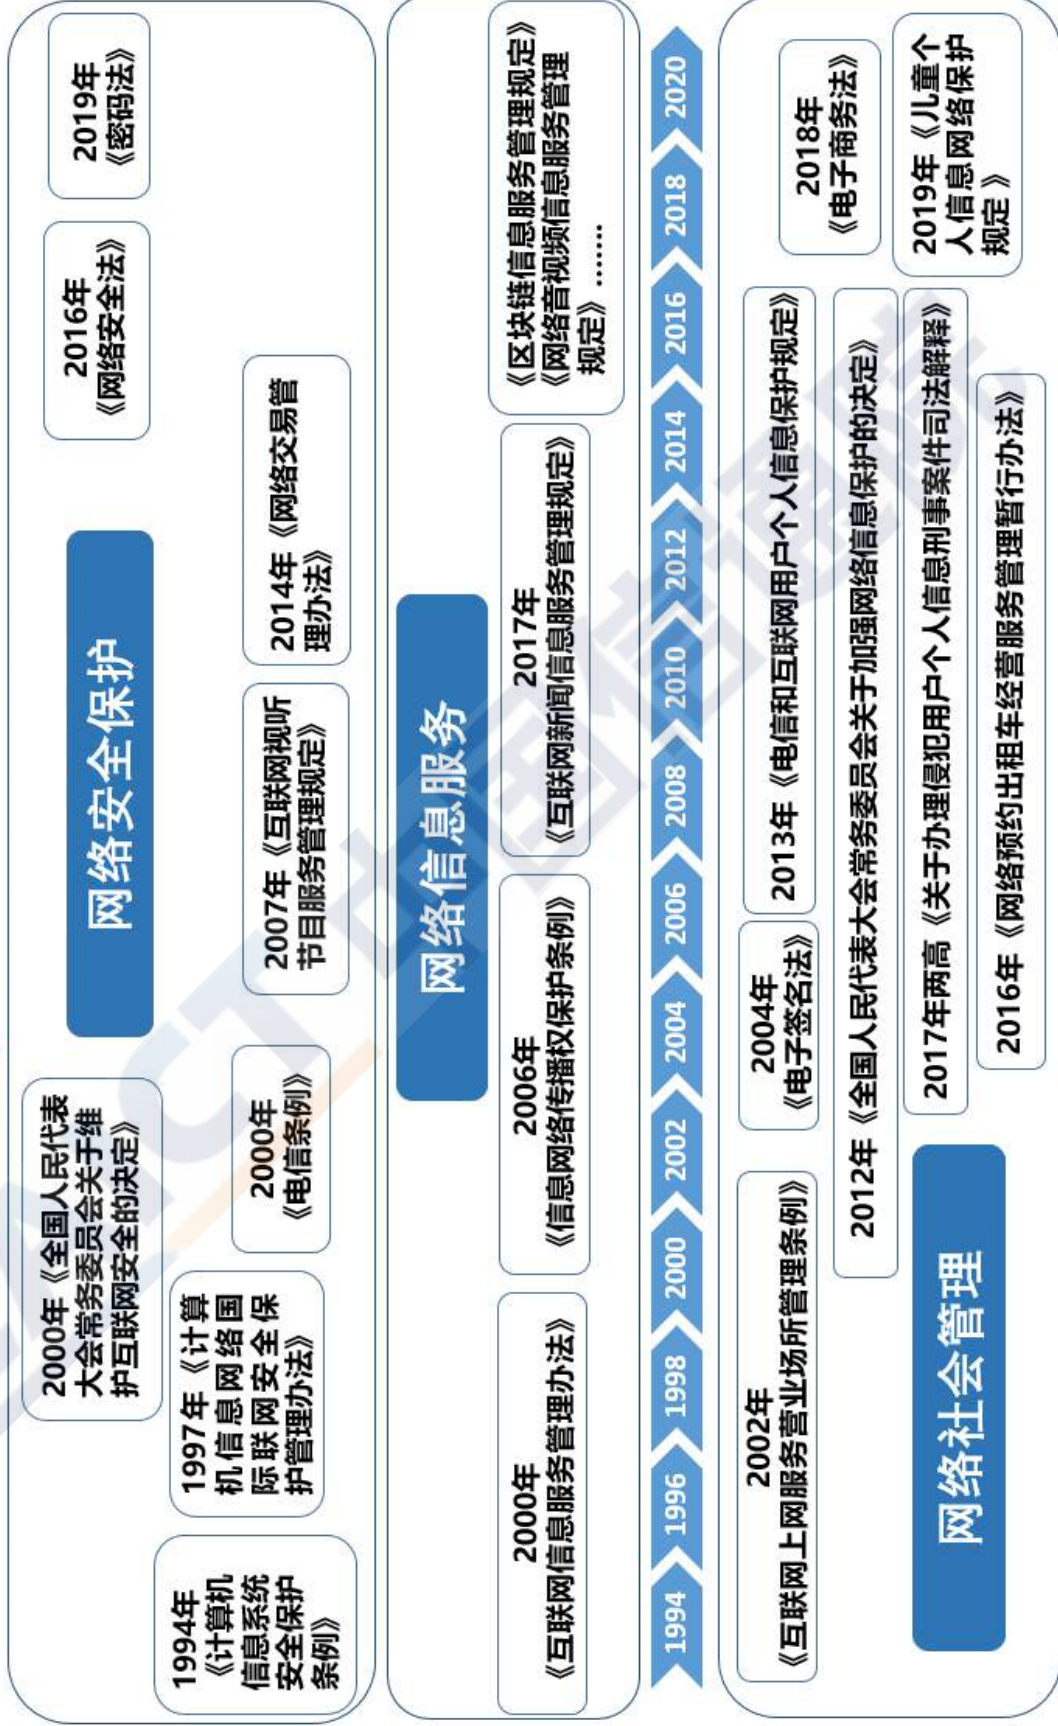 网络安全保护
1994年
《计算机
信息系统
安全保护
条例》
1997年《计算
机信息网络国
际联网安全保
护管理办法》
2000年《全国人民代表
大会常务委员会关于维
护互联网安全的决定》
2000年
《电信条例》
2007年《互联网视听
节目服务管理规定》
2014年《网络交易管
理办法》
2016年
《网络安全法》
2019年
《密码法》
网络信息服务
2000年
《互联网信息服务管理办法》
2006年
《信息网络传播权保护条例》
2017年
《互联网新闻信息服务管理规定》
《区块链信息服务管理规定》
《网络音视频信息服务管理
规定》……
1994
1996
1998
2000
2002
2004
2006
2008
2010
2012
2014
2016
2018
2020
2002年
《互联网上网服务营业场所管理条例》
2004年
《电子签名法》
2013年《电信和互联网用户个人信息保护规定》
2018年
《电子商务法》
2012年《全国人民代表大会常务委员会关于加强网络信息保护的决定》
2017年两高《关于办理侵犯用户个人信息刑事案件司法解释》
2019年《儿童个
人信息网络保护
规定 》
2016年《网络预约出租车经营服务管理暂行办法》
网络社会管理
CAICT 中国信通院